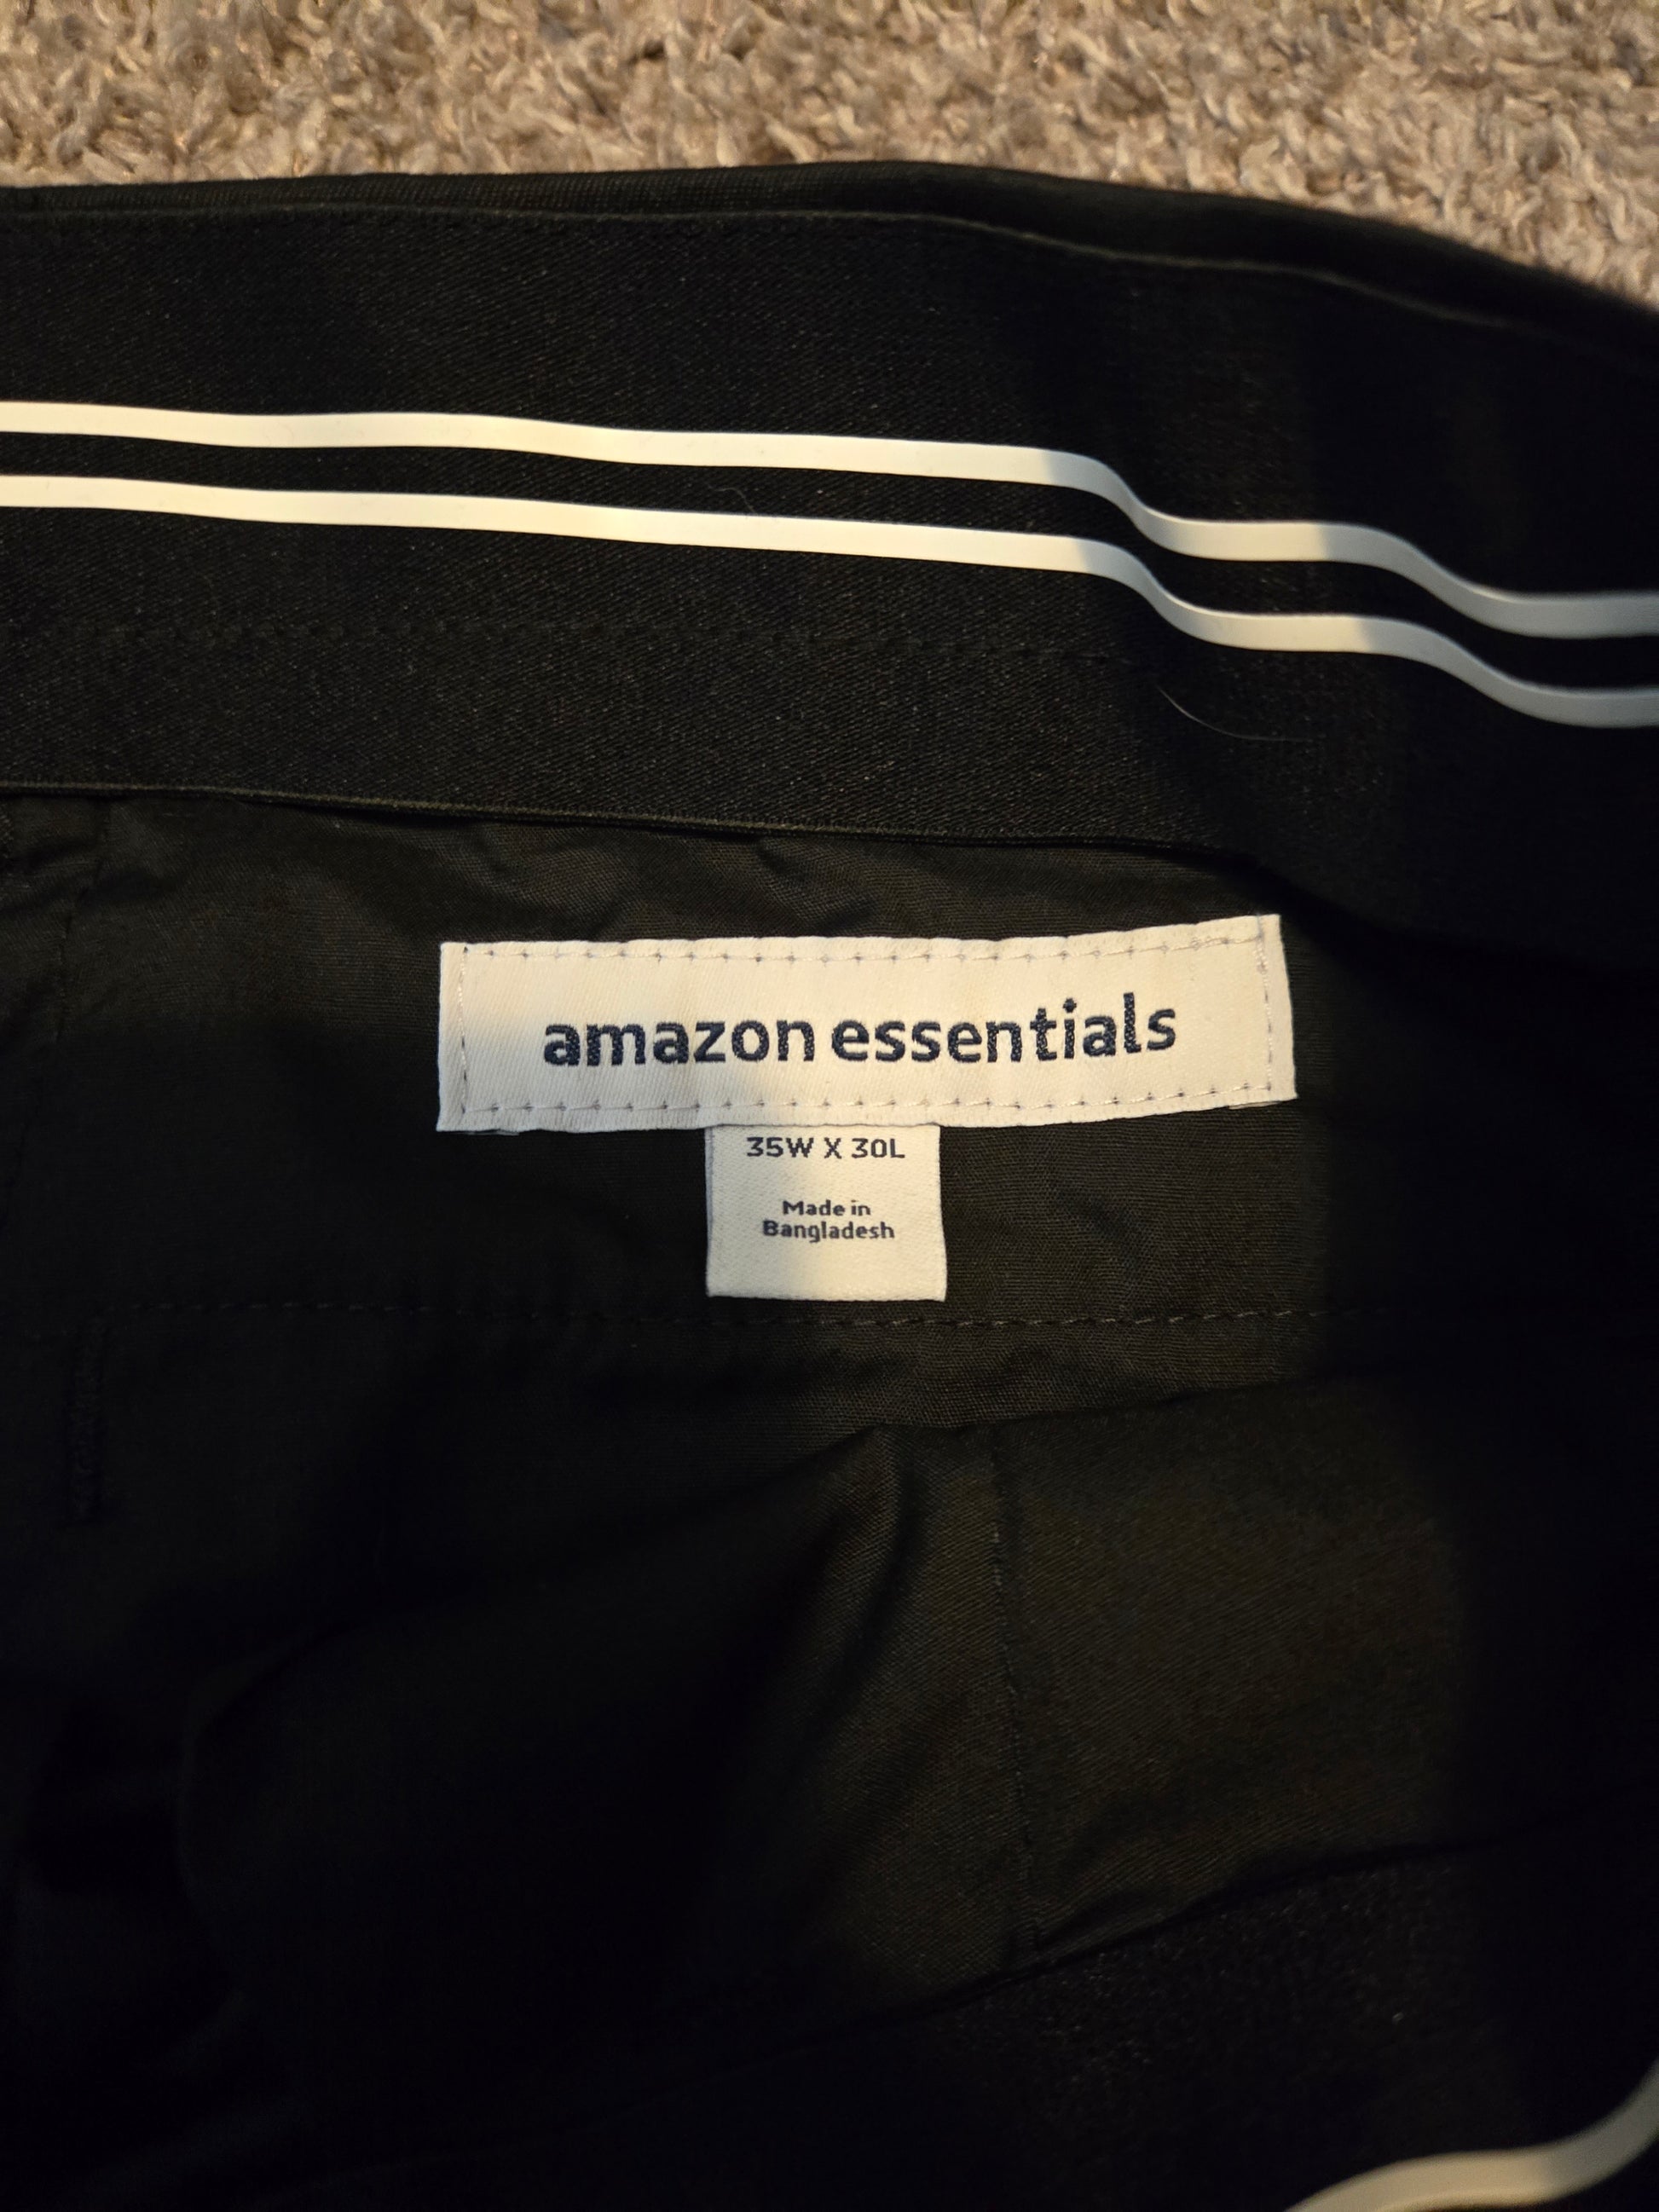 amazon essentials
35W X 30L
Made in
Bangladesh